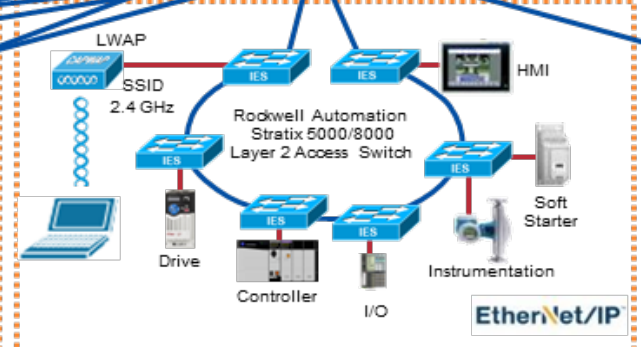 LWAP
CAPWAP
SSID
2.4 GHz
IES
IES
HMI
Rockwell Automation
Stratix 5000/8000
Layer 2 Access Switch
IES
IES
Soft
Starter
IES
IES
Drive
Instrumentation
Controller
I/O
EtherNet/IP